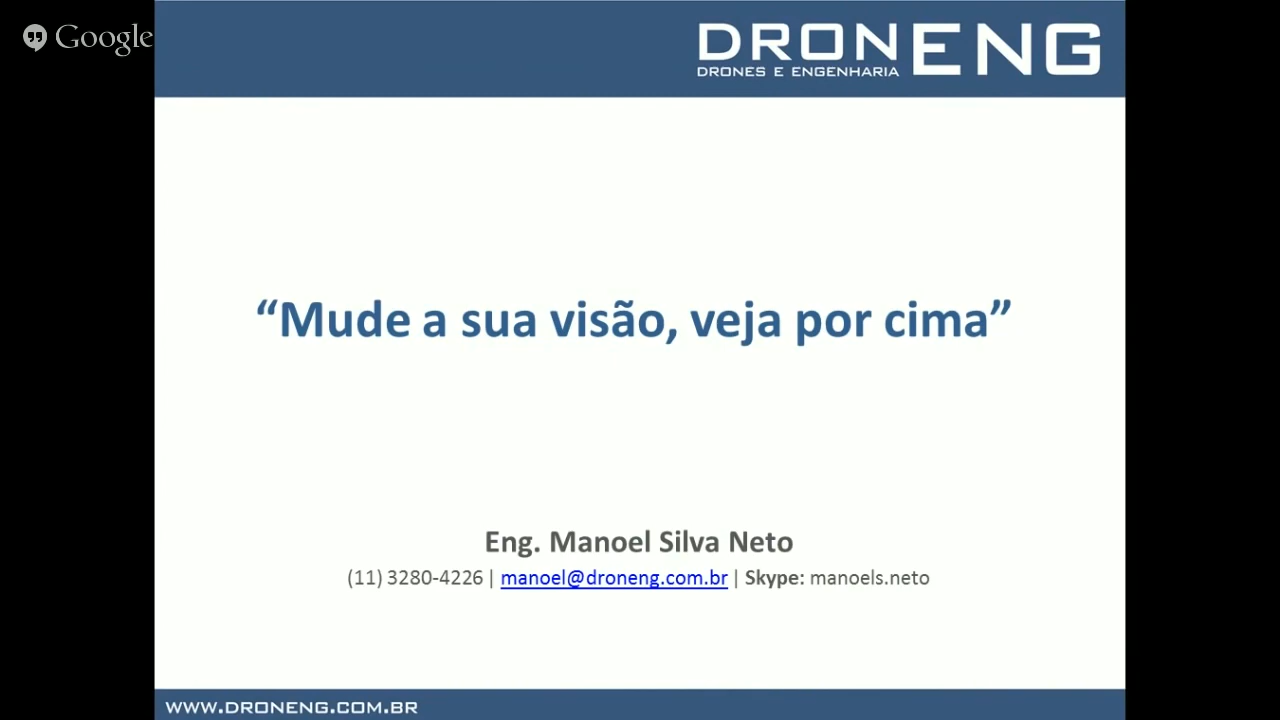 Google
DRONENG
DRONES E ENGENHARIA
“Mude a sua visão, veja por cima”
Eng. Manoel Silva Neto
(11) 3280-4226 | manoel@droneng.com.br | Skype: manoels.neto
WWW.DRONENG.COM.BR